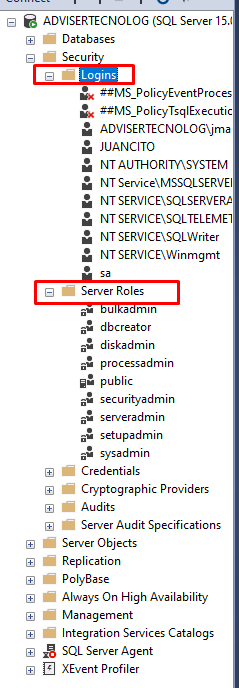 Connect
ADVISERTECNOLOG (SQL Server 15.0
Databases
Security
Logins
##MS_PolicyEventProces
##MS_PolicyTsqlExecutio
ADVISERTECNOLOG\jma
JUANCITO
NT AUTHORITY\SYSTEM
NT Service\MSSQLSERVER
NT SERVICE\SQLSERVERA
NT SERVICE\SQLTELEMET
NT SERVICE\SQLWriter
NT SERVICE\Winmgmt
sa
Server Roles
bulkadmin
dbcreator
diskadmin
processadmin
public
securityadmin
serveradmin
setupadmin
sysadmin
Credentials
Cryptographic Providers
Audits
Server Audit Specifications
Server Objects
Replication
PolyBase
Always On High Availability
Management
Integration Services Catalogs
SQL Server Agent
XEvent Profiler